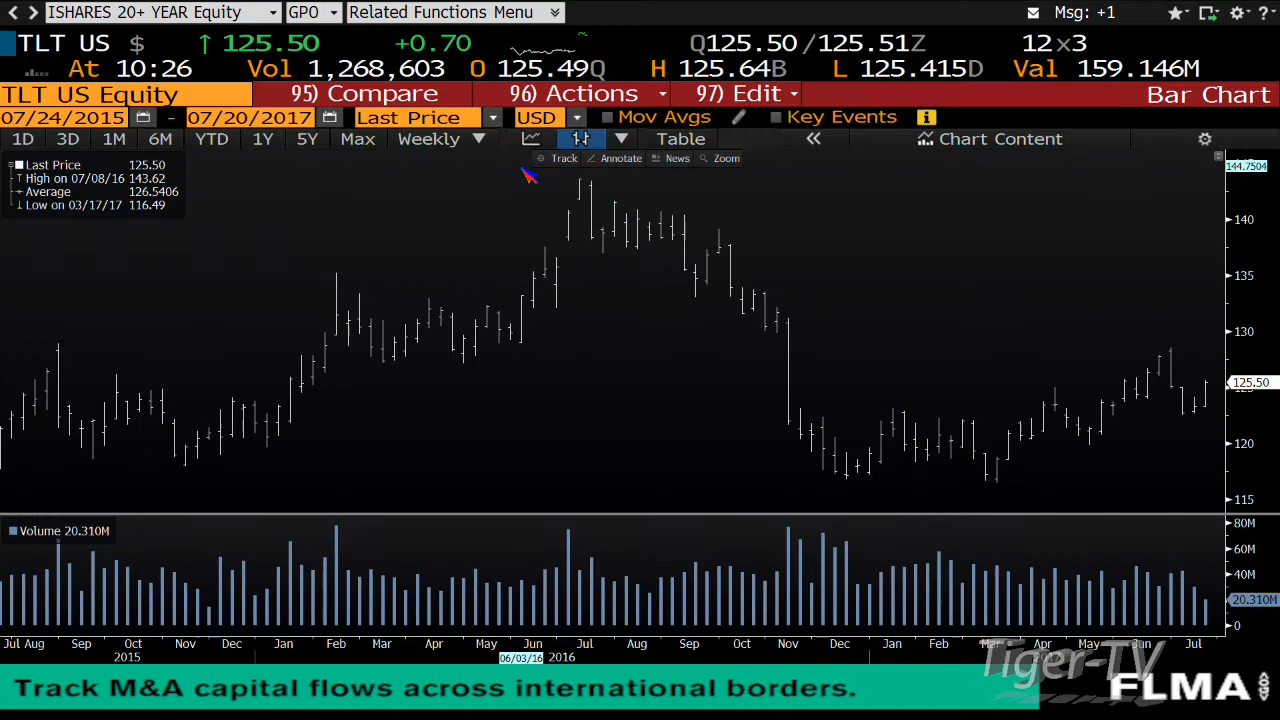 ISHARES 20+ YEAR Equity GPO Related Functions Menu Msg: +1 ?
TLT US $ ↑ 125.50 +0.70 Q125.50/125.51Z 12x3
At 10:26 Vol 1,268,603 O 125.49Q H 125.64B L 125.415D Val 159.146M
TLT US Equity 95) Compare 96) Actions 97) Edit Bar Chart
07/24/2015 - 07/20/2017 Last Price USD Mov Avgs Key Events i
1D 3D 1M 6M YTD 1Y 5Y Max Weekly Table « Chart Content
Track Annotate News Zoom
Last Price 125.50
High on 07/08/16 143.62
Average 126.5406
Low on 03/17/17 116.49
144.7504
140
135
130
125.50
120
115
Volume 20.310M
80M
60M
40M
20.310M
0
Jul Aug Sep Oct Nov Dec Jan Feb Mar Apr May Jun Jul Aug Sep Oct Nov Dec Jan Feb Mar Apr May Jun Jul
2015 06/03/16 2016
Tiger-TV
Track M&A capital flows across international borders.
FLMA <GO>